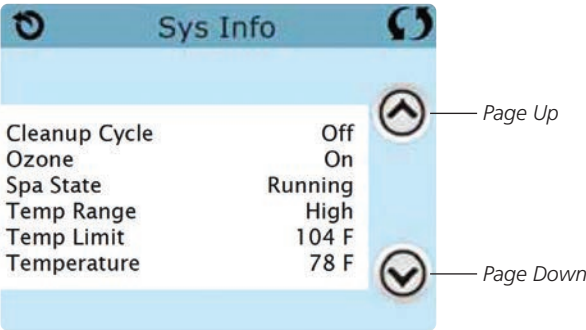 Sys Info
Page Up
Cleanup Cycle Off
Ozone On
Spa State Running
Temp Range High
Temp Limit 104 F
Temperature 78 F
Page Down